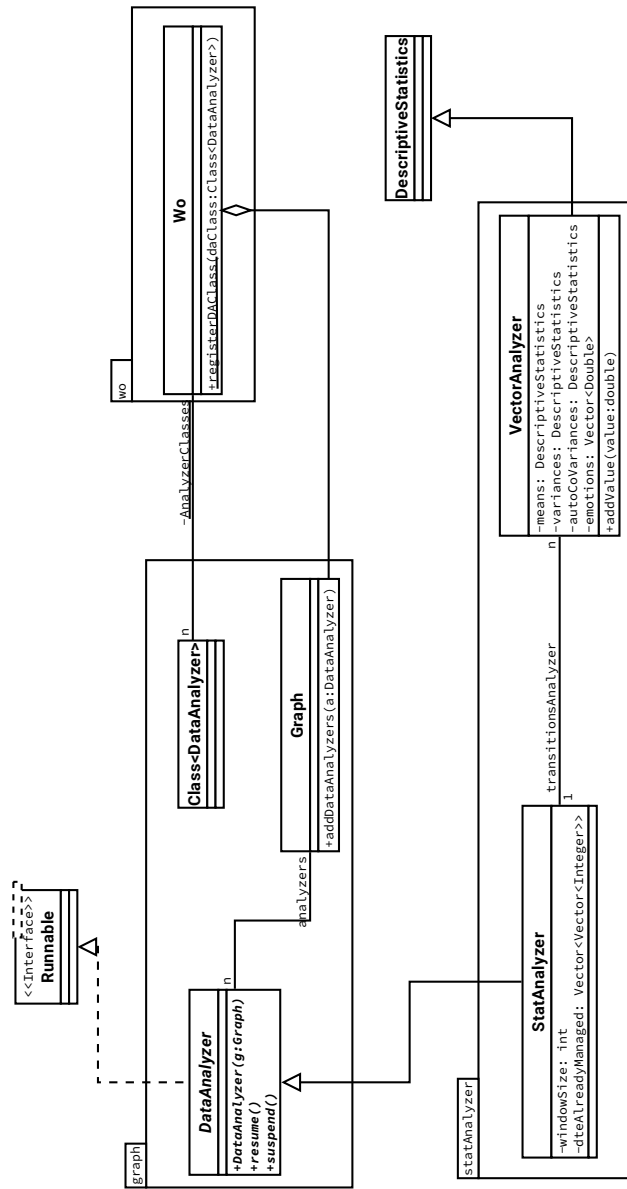 <<Interface>>
Runnable
graph
DataAnalyzer
+DataAnalyzer(g:Graph)
+resume()
+suspend()
n
analyzers
Graph
+addDataAnalyzers(a:DataAnalyzer)
Class<DataAnalyzer>
n
-AnalyzerClasses
wo
Wo
+registerDAClass(daClass:Class<DataAnalyzer>)
statAnalyzer
StatAnalyzer
-windowSize: int
-dteAlreadyManaged: Vector<Vector<Integer>>
1
transitionsAnalyzer
n
VectorAnalyzer
-means: DescriptiveStatistics
-variances: DescriptiveStatistics
-autoCoVariances: DescriptiveStatistics
-emotions: Vector<Double>
+addValue(value:double)
DescriptiveStatistics